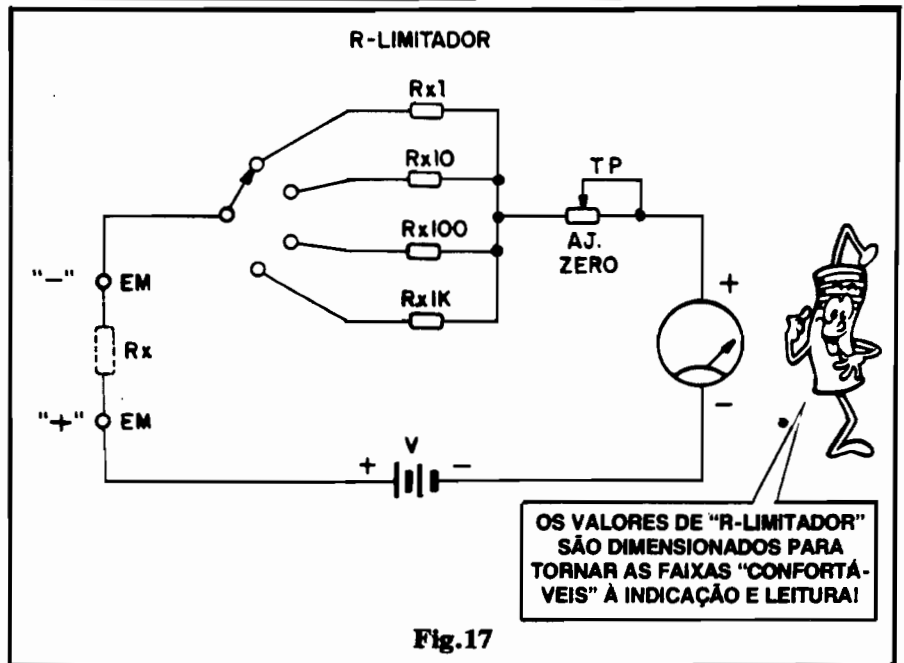 R-LIMITADOR
Rx1
Rx10
Rx100
Rx1K
TP
AJ.
ZERO
"-" EM
Rx
"+" EM
+
-
V
+ -
OS VALORES DE "R-LIMITADOR"
SÃO DIMENSIONADOS PARA
TORNAR AS FAIXAS "CONFORTÁ-
VEIS" À INDICAÇÃO E LEITURA!
Fig.17